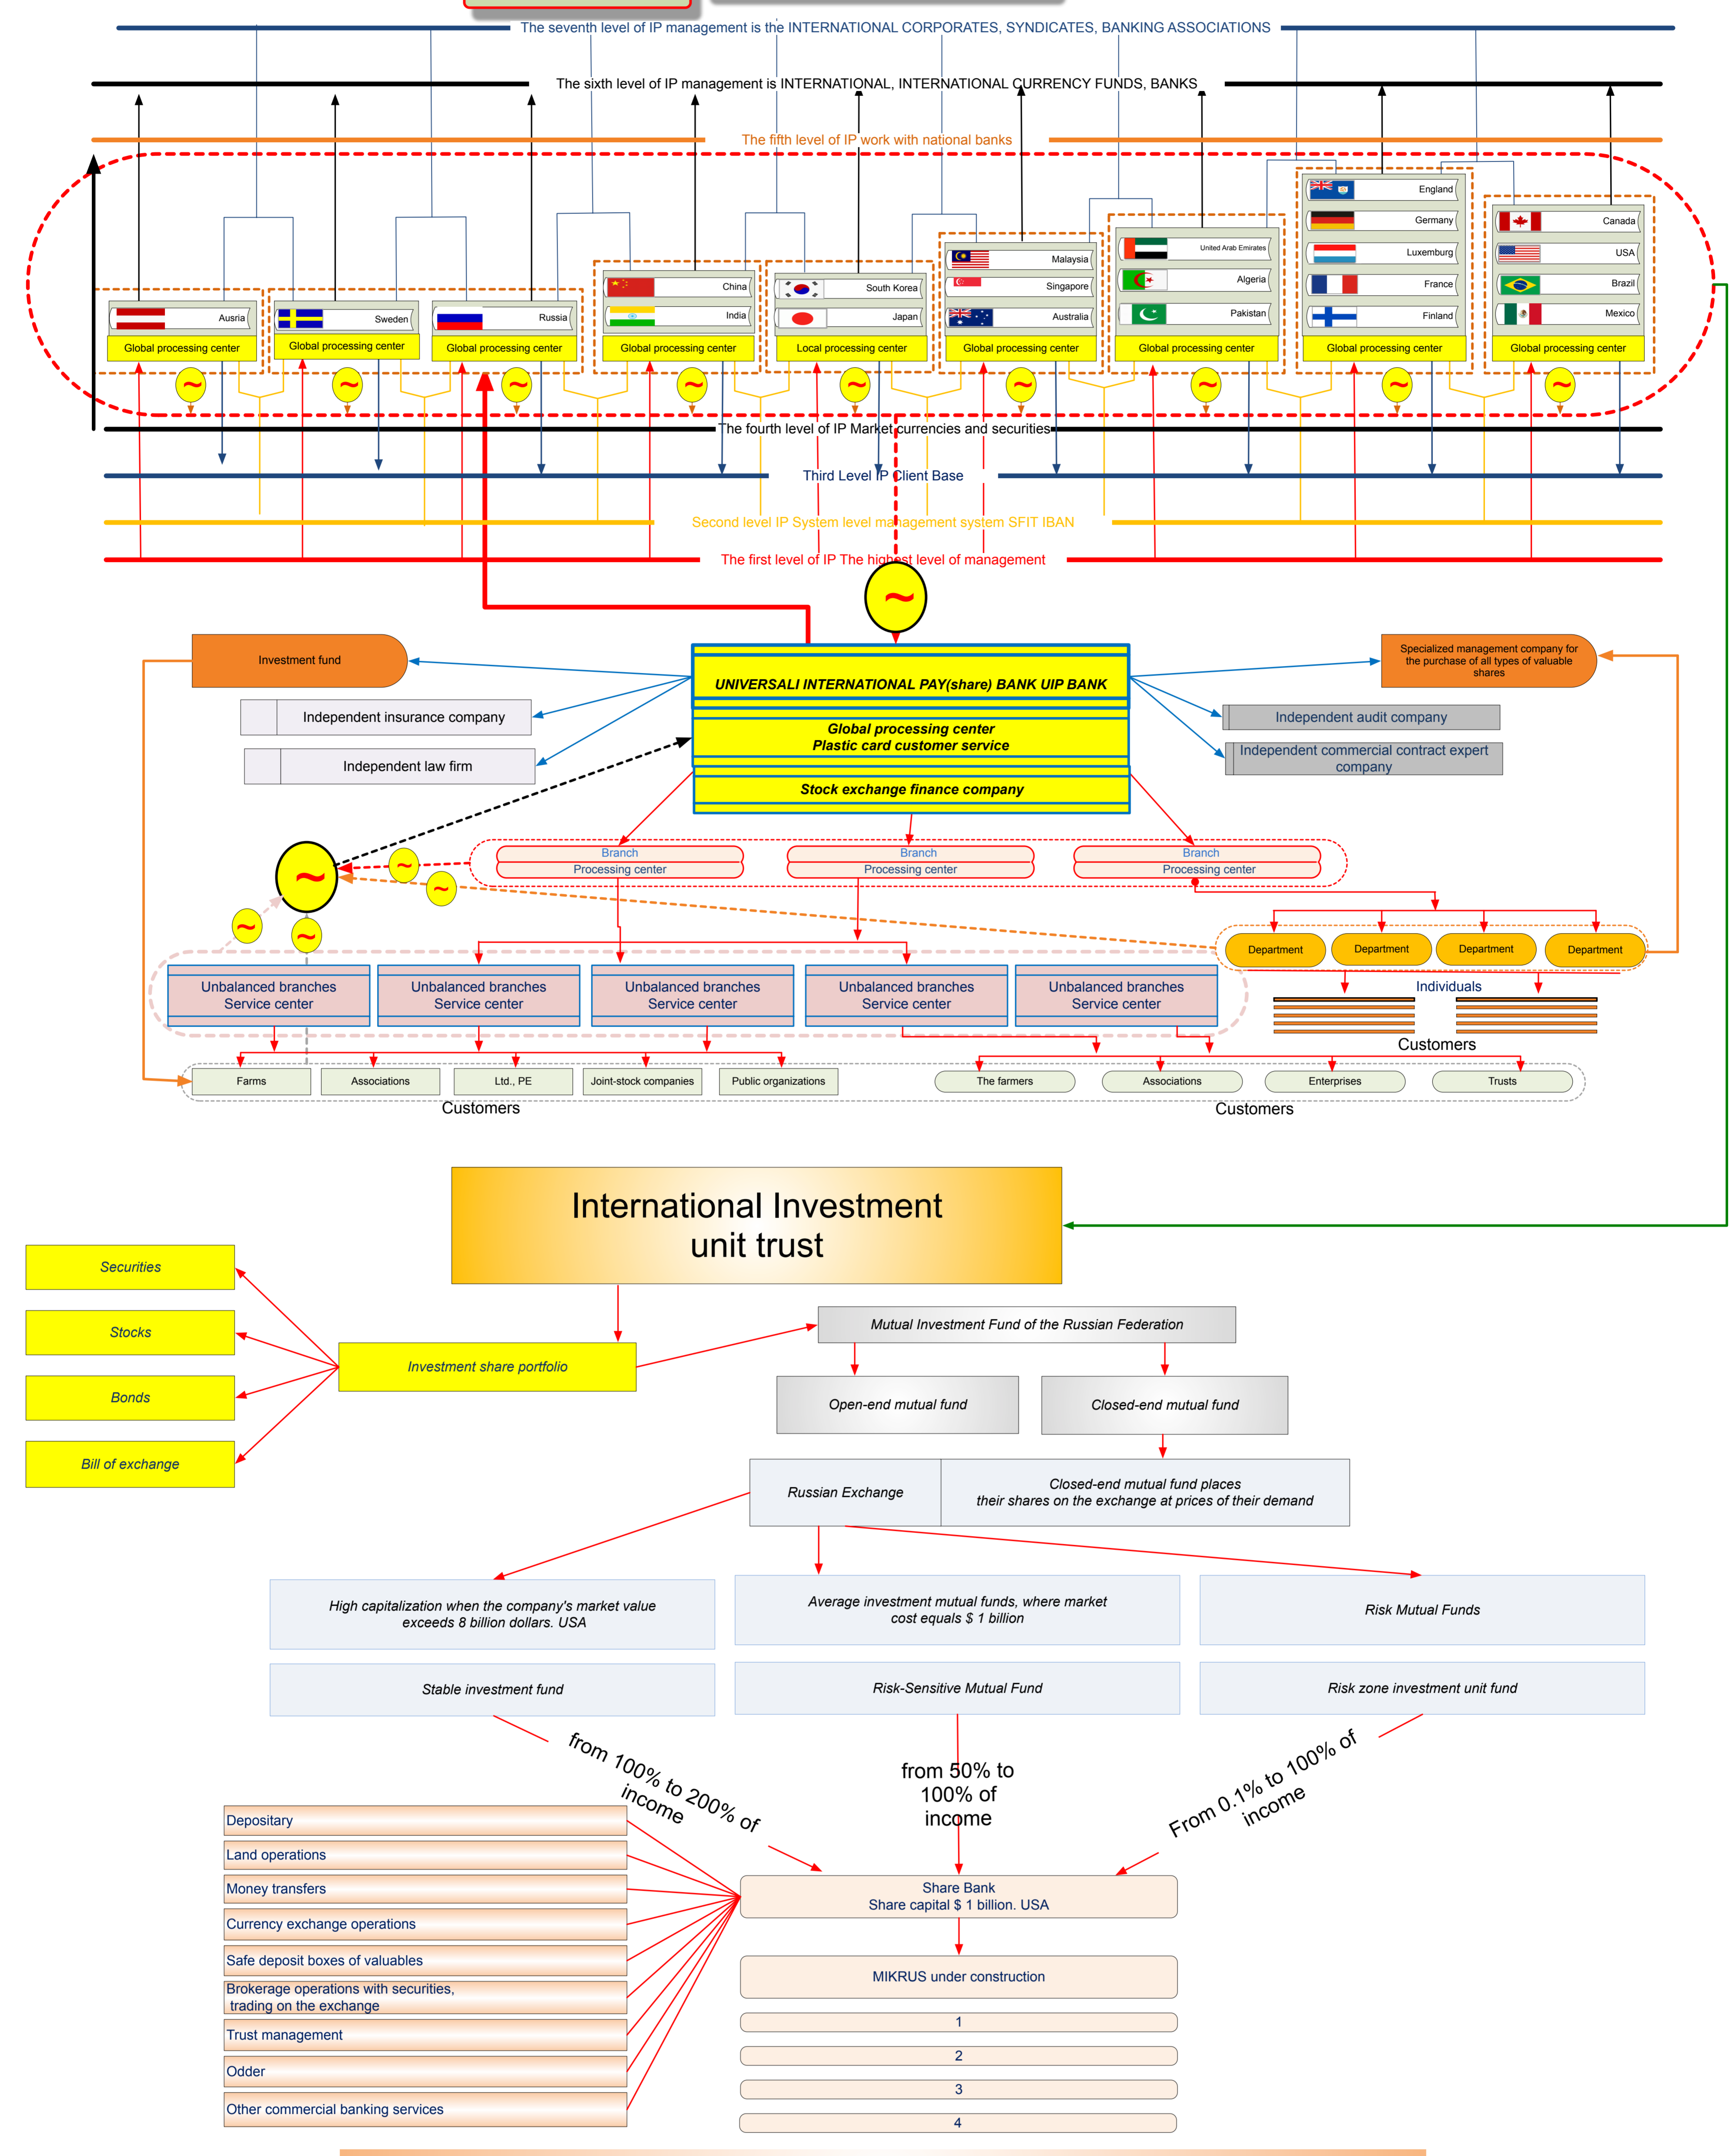 The seventh level of IP management is the INTERNATIONAL CORPORATES, SYNDICATES, BANKING ASSOCIATIONS
The sixth level of IP management is INTERNATIONAL, INTERNATIONAL CURRENCY FUNDS, BANKS
The fifth level of IP work with national banks
Ausria
Global processing center
Sweden
Global processing center
Russia
Global processing center
China
India
Global processing center
South Korea
Japan
Local processing center
Malaysia
Singapore
Australia
Global processing center
United Arab Emirates
Algeria
Pakistan
Global processing center
England
Germany
Luxemburg
France
Finland
Global processing center
Canada
USA
Brazil
Mexico
Global processing center
~
~
~
~
~
~
~
~
~
The fourth level of IP Market currencies and securities
Third Level IP Client Base
Second level IP System level management system SFIT IBAN
The first level of IP The highest level of management
~
Investment fund
Independent insurance company
Independent law firm
UNIVERSALI INTERNATIONAL PAY(share) BANK UIP BANK
Global processing center
Plastic card customer service
Stock exchange finance company
Specialized management company for
the purchase of all types of valuable
shares
Independent audit company
Independent commercial contract expert
company
~
~
~
~
~
Branch
Processing center
Branch
Processing center
Branch
Processing center
Department
Department
Department
Department
Unbalanced branches
Service center
Unbalanced branches
Service center
Unbalanced branches
Service center
Unbalanced branches
Service center
Unbalanced branches
Service center
Individuals
Customers
Farms
Associations
Ltd., PE
Joint-stock companies
Public organizations
The farmers
Associations
Enterprises
Trusts
Customers
Customers
International Investment
unit trust
Securities
Stocks
Bonds
Bill of exchange
Investment share portfolio
Mutual Investment Fund of the Russian Federation
Open-end mutual fund
Closed-end mutual fund
Russian Exchange
Closed-end mutual fund places
their shares on the exchange at prices of their demand
High capitalization when the company's market value
exceeds 8 billion dollars. USA
Average investment mutual funds, where market
cost equals $ 1 billion
Risk Mutual Funds
Stable investment fund
Risk-Sensitive Mutual Fund
Risk zone investment unit fund
from 100% to 200% of
income
from 50% to
100% of
income
From 0.1% to 100% of
income
Depositary
Land operations
Money transfers
Currency exchange operations
Safe deposit boxes of valuables
Brokerage operations with securities,
trading on the exchange
Trust management
Odder
Other commercial banking services
Share Bank
Share capital $ 1 billion. USA
MIKRUS under construction
1
2
3
4